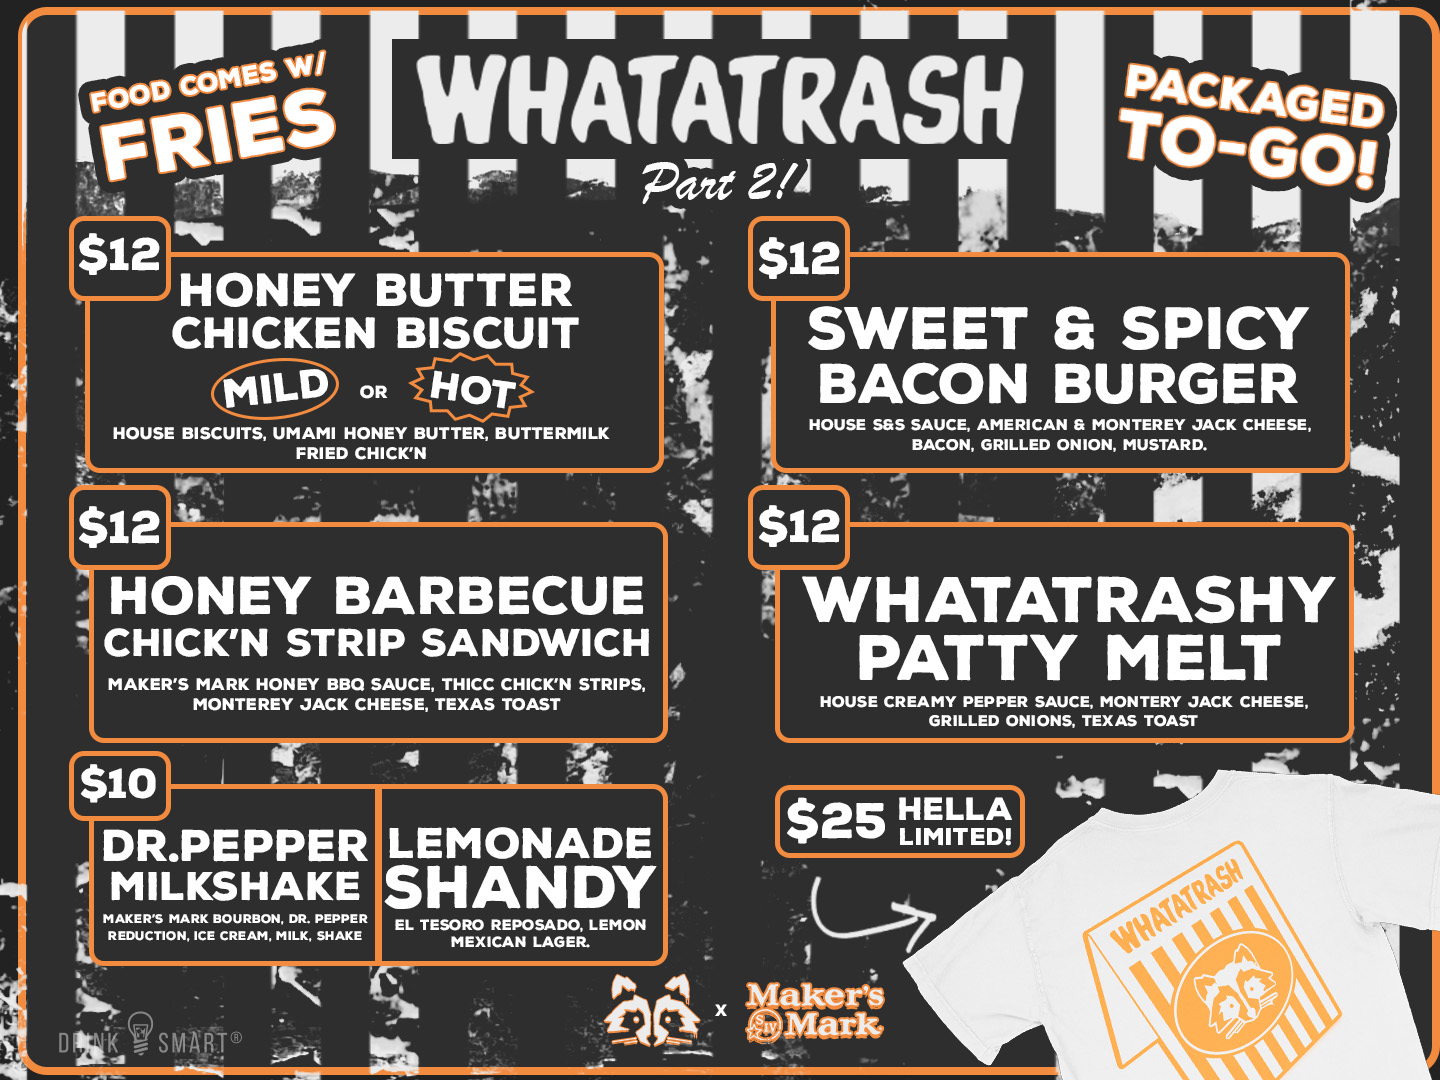 FOOD COMES W/
FRIES
WHATATRASH
Part 2!
PACKAGED
TO-GO!
$12
HONEY BUTTER
CHICKEN BISCUIT
MILD OR HOT
HOUSE BISCUITS, UMAMI HONEY BUTTER, BUTTERMILK
FRIED CHICK'N
$12
SWEET & SPICY
BACON BURGER
HOUSE S&S SAUCE, AMERICAN & MONTEREY JACK CHEESE,
BACON, GRILLED ONION, MUSTARD.
$12
HONEY BARBECUE
CHICK'N STRIP SANDWICH
MAKER'S MARK HONEY BBQ SAUCE, THICC CHICK'N STRIPS,
MONTEREY JACK CHEESE, TEXAS TOAST
$12
WHATATRASHY
PATTY MELT
HOUSE CREAMY PEPPER SAUCE, MONTERY JACK CHEESE,
GRILLED ONIONS, TEXAS TOAST
$10
DR.PEPPER
MILKSHAKE
MAKER'S MARK BOURBON, DR. PEPPER
REDUCTION, ICE CREAM, MILK, SHAKE
LEMONADE
SHANDY
EL TESORO REPOSADO, LEMON
MEXICAN LAGER.
$25 HELLA
LIMITED!
WHATATRASH
x
Maker's
SIV Mark
DRINK SMART®